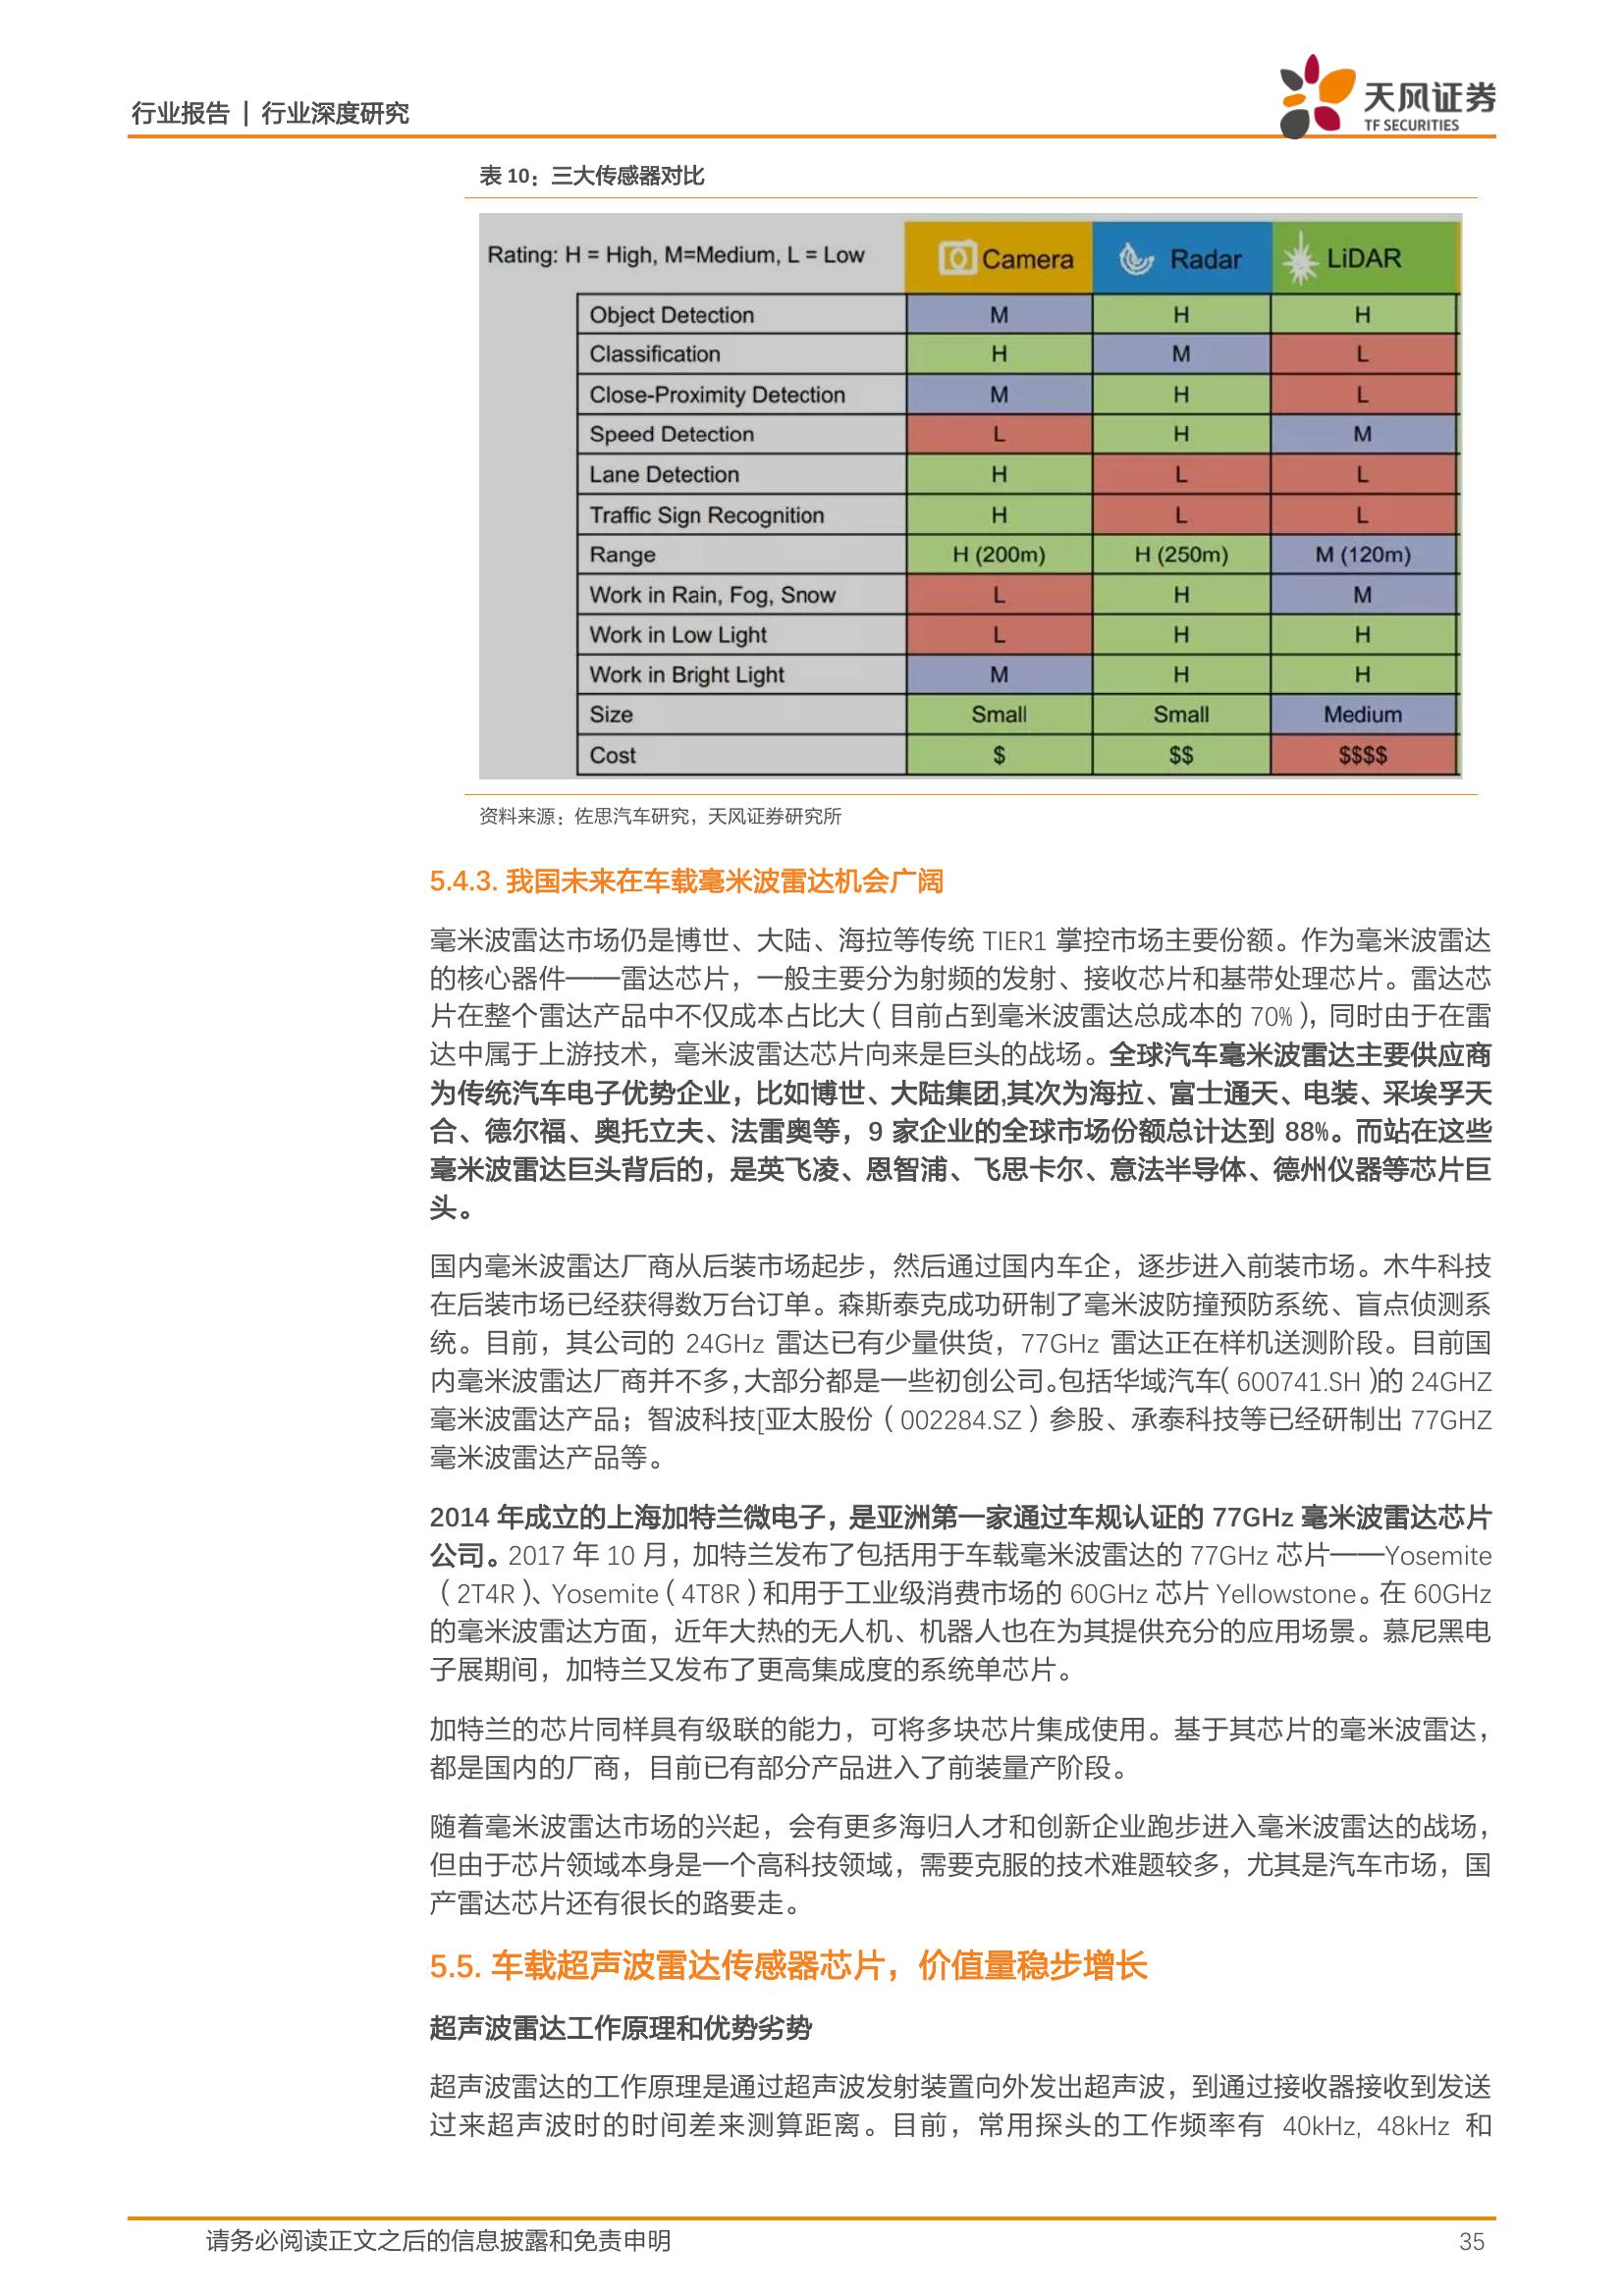 行业报告 | 行业深度研究
天风证券
TF SECURITIES
表 10：三大传感器对比
Rating: H = High, M=Medium, L = Low Camera Radar LiDAR
Object Detection M H H
Classification H M L
Close-Proximity Detection M H L
Speed Detection L H M
Lane Detection H L L
Traffic Sign Recognition H L L
Range H (200m) H (250m) M (120m)
Work in Rain, Fog, Snow L H M
Work in Low Light L H H
Work in Bright Light M H H
Size Small Small Medium
Cost $ $$ $$$$
资料来源：佐思汽车研究，天风证券研究所
5.4.3. 我国未来在车载毫米波雷达机会广阔
毫米波雷达市场仍是博世、大陆、海拉等传统 TIER1 掌控市场主要份额。作为毫米波雷达
的核心器件——雷达芯片，一般主要分为射频的发射、接收芯片和基带处理芯片。雷达芯
片在整个雷达产品中不仅成本占比大（目前占到毫米波雷达总成本的 70%），同时由于在雷
达中属于上游技术，毫米波雷达芯片向来是巨头的战场。全球汽车毫米波雷达主要供应商
为传统汽车电子优势企业，比如博世、大陆集团,其次为海拉、富士通天、电装、采埃孚天
合、德尔福、奥托立夫、法雷奥等，9 家企业的全球市场份额总计达到 88%。而站在这些
毫米波雷达巨头背后的，是英飞凌、恩智浦、飞思卡尔、意法半导体、德州仪器等芯片巨
头。
国内毫米波雷达厂商从后装市场起步，然后通过国内车企，逐步进入前装市场。木牛科技
在后装市场已经获得数万台订单。森斯泰克成功研制了毫米波防撞预防系统、盲点侦测系
统。目前，其公司的 24GHz 雷达已有少量供货，77GHz 雷达正在样机送测阶段。目前国
内毫米波雷达厂商并不多，大部分都是一些初创公司。包括华域汽车（600741.SH）的 24GHZ
毫米波雷达产品；智波科技[亚太股份（002284.SZ）参股、承泰科技等已经研制出 77GHZ
毫米波雷达产品等。
2014 年成立的上海加特兰微电子，是亚洲第一家通过车规认证的 77GHz 毫米波雷达芯片
公司。2017 年 10 月，加特兰发布了包括用于车载毫米波雷达的 77GHz 芯片——Yosemite
（2T4R）、Yosemite（4T8R）和用于工业级消费市场的 60GHz 芯片 Yellowstone。在 60GHz
的毫米波雷达方面，近年大热的无人机、机器人也在为其提供充分的应用场景。慕尼黑电
子展期间，加特兰又发布了更高集成度的系统单芯片。
加特兰的芯片同样具有级联的能力，可将多块芯片集成使用。基于其芯片的毫米波雷达，
都是国内的厂商，目前已有部分产品进入了前装量产阶段。
随着毫米波雷达市场的兴起，会有更多海归人才和创新企业跑步进入毫米波雷达的战场，
但由于芯片领域本身是一个高科技领域，需要克服的技术难题较多，尤其是汽车市场，国
产雷达芯片还有很长的路要走。
5.5. 车载超声波雷达传感器芯片，价值量稳步增长
超声波雷达工作原理和优势劣势
超声波雷达的工作原理是通过超声波发射装置向外发出超声波，到通过接收器接收到发送
过来超声波时的时间差来测算距离。目前，常用探头的工作频率有 40kHz, 48kHz 和
请务必阅读正文之后的信息披露和免责申明 35